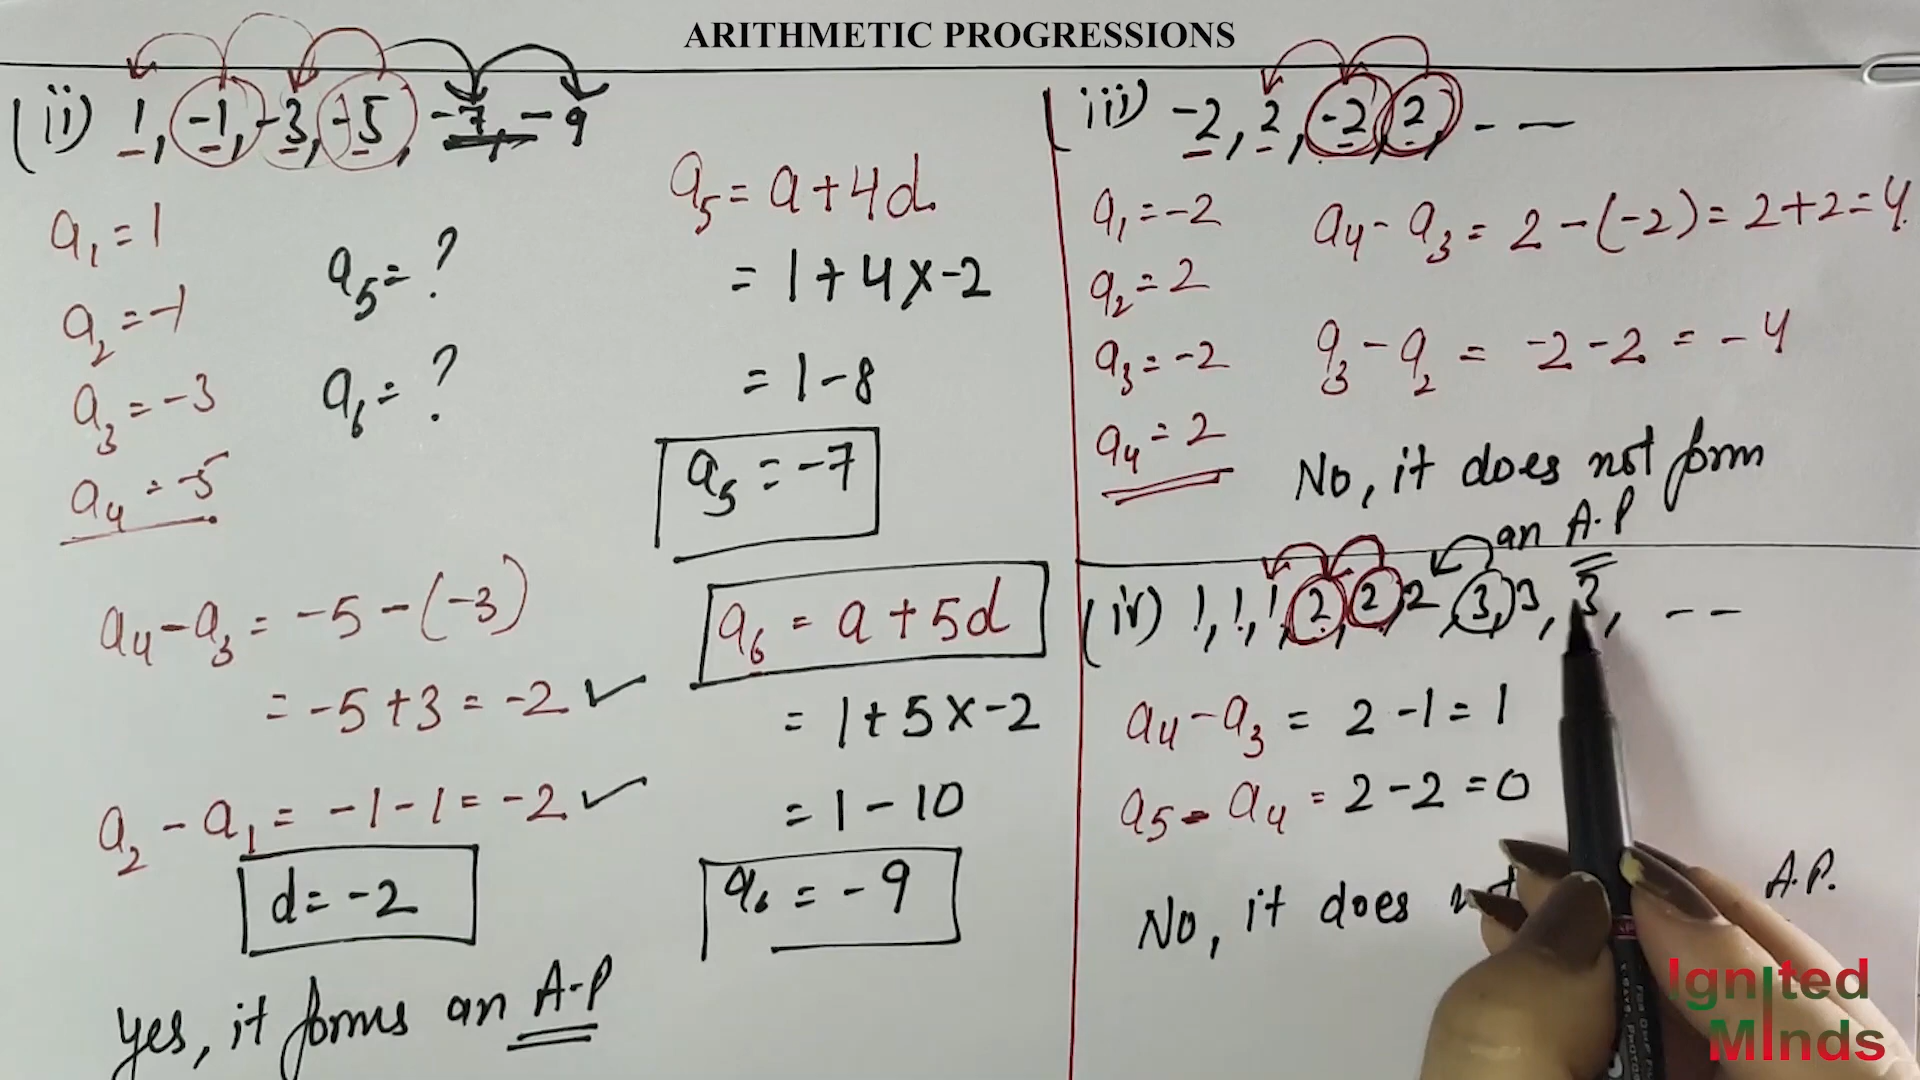 ARITHMETIC PROGRESSIONS
(ii) 1, -1, -3, -5, -7, -9
a₁ = 1
a₂ = -1
a₃ = -3
a₄ = -5
a₅ = ?
a₆ = ?
a₄ - a₃ = -5 - (-3)
= -5 + 3 = -2 ✓
a₂ - a₁ = -1 - 1 = -2 ✓
d = -2
yes, it forms an A.P
a₅ = a + 4d
= 1 + 4 x -2
= 1 - 8
a₅ = -7
a₆ = a + 5d
= 1 + 5 x -2
= 1 - 10
a₆ = -9
iii) -2, 2, -2, 2, - -
a₁ = -2
a₂ = 2
a₃ = -2
a₄ = 2
a₄ - a₃ = 2 - (-2) = 2 + 2 = 4
a₃ - a₂ = -2 - 2 = -4
No, it does not form
an A.P
(iv) 1, 1, 1, 2, 2, 2, 3, 3, 3, - -
a₄ - a₃ = 2 - 1 = 1
a₅ - a₄ = 2 - 2 = 0
No, it does A.P.
Ignited
Minds